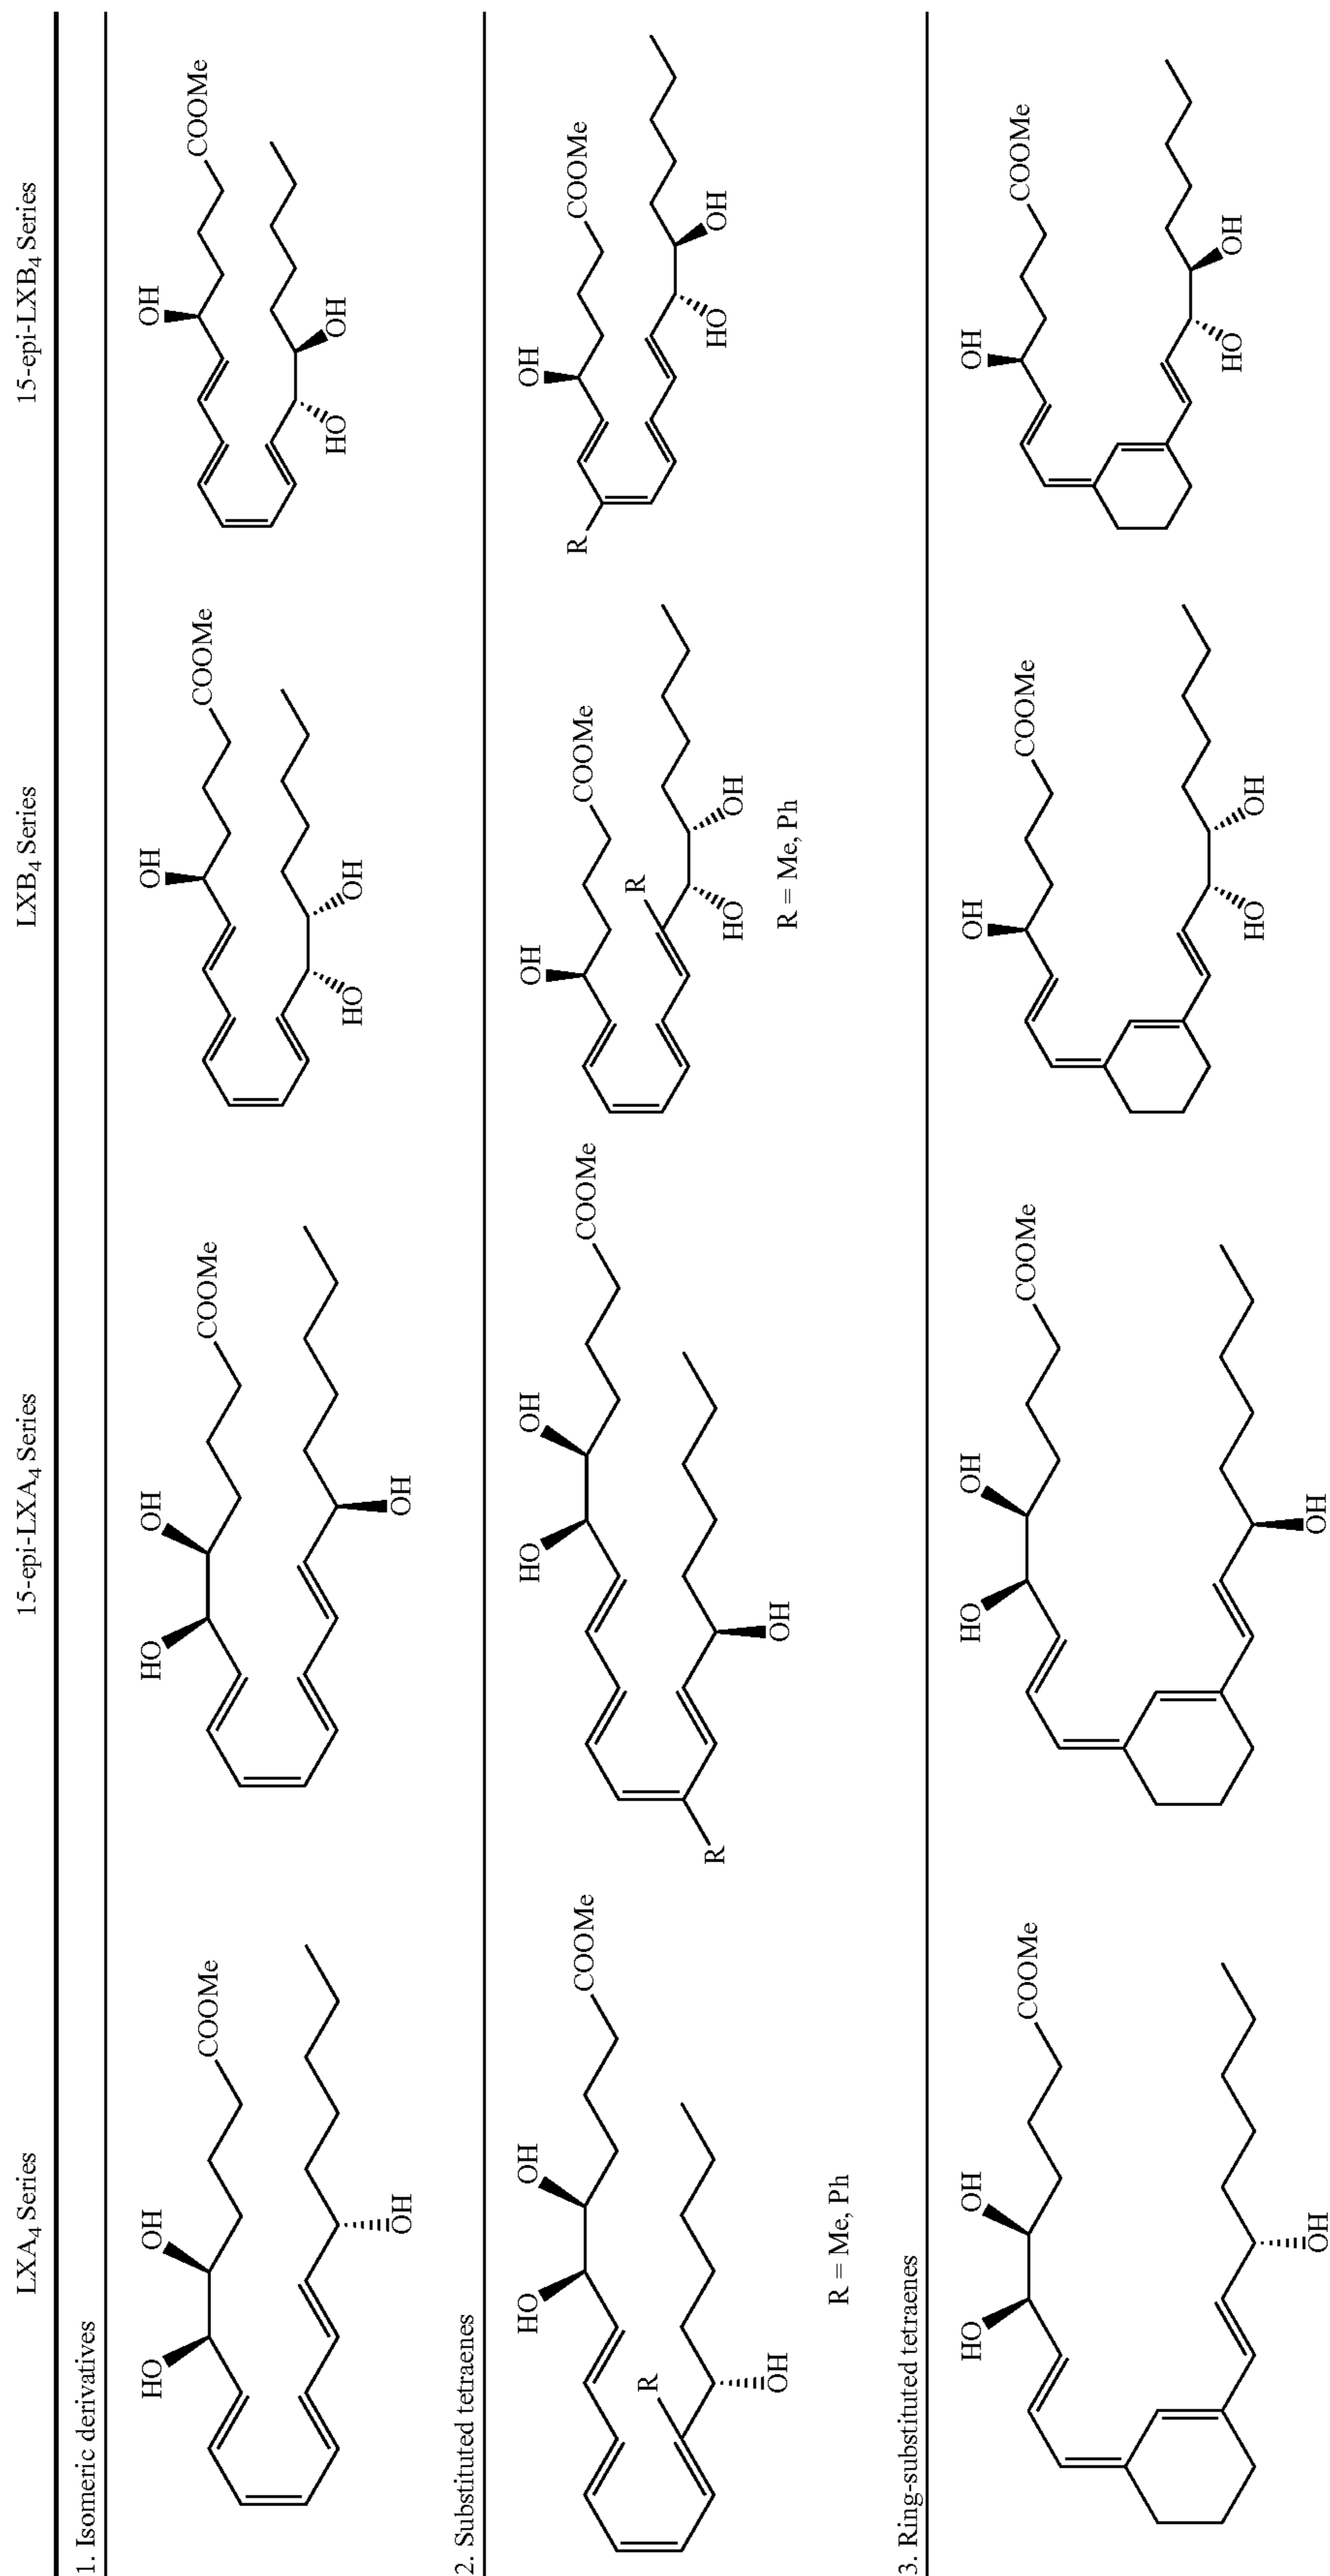 LXA4 Series 15-epi-LXA4 Series LXB4 Series 15-epi-LXB4 Series
1. Isomeric derivatives
HO OH COOMe OH
HO OH COOMe OH
OH COOMe HO OH
OH COOMe HO OH
2. Substituted tetraenes
HO OH COOMe R OH
R = Me, Ph
HO OH COOMe R OH
OH COOMe R HO OH
R = Me, Ph
OH COOMe R HO OH
3. Ring-substituted tetraenes
HO OH COOMe OH
HO OH COOMe OH
OH COOMe HO OH
OH COOMe HO OH